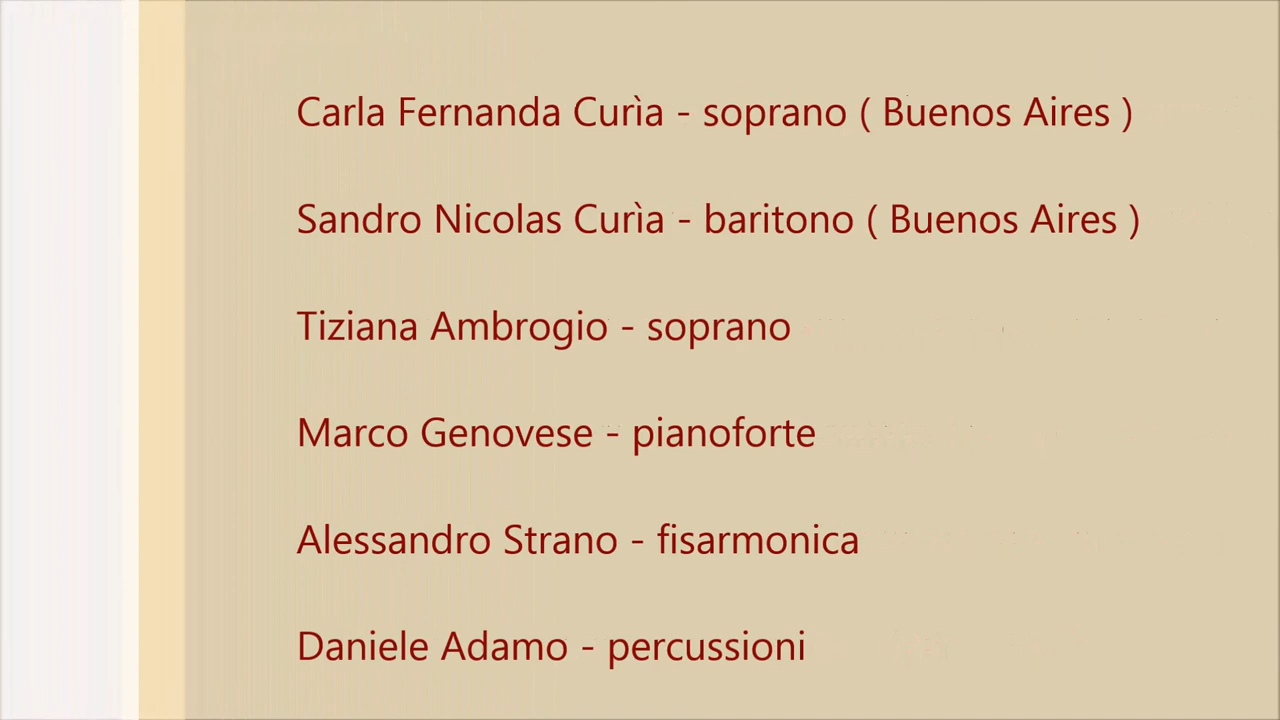 Carla Fernanda Curìa - soprano ( Buenos Aires )
Sandro Nicolas Curìa - baritono ( Buenos Aires )
Tiziana Ambrogio - soprano
Marco Genovese - pianoforte
Alessandro Strano - fisarmonica
Daniele Adamo - percussioni